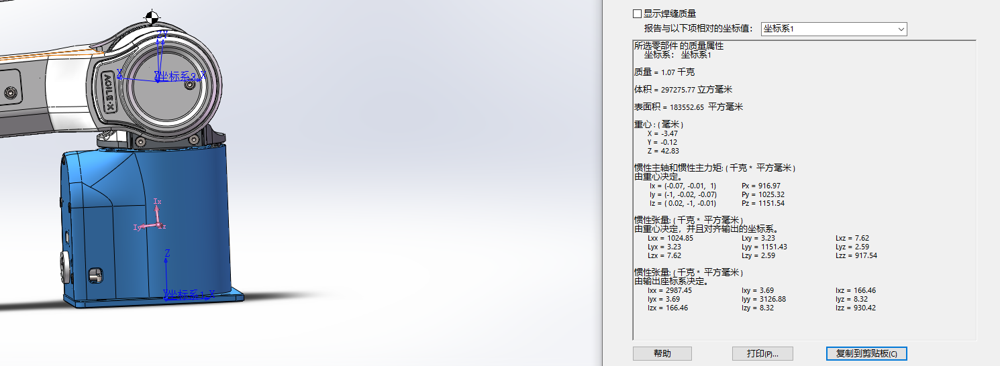 显示焊缝质量
报告与以下项相对的坐标值: 坐标系1
所选零部件 的质量属性
坐标系: 坐标系1
质量 = 1.07 千克
体积 = 297275.77 立方毫米
表面积 = 183552.65 平方毫米
重心 : ( 毫米 )
X = -3.47
Y = -0.12
Z = 42.83
惯性主轴和惯性主力矩: ( 千克 * 平方毫米 )
由重心决定。
Ix = (-0.07, -0.01, 1) Px = 916.97
Iy = (-1, -0.02, -0.07) Py = 1025.32
Iz = ( 0.02, -1, -0.01) Pz = 1151.54
惯性张量: ( 千克 * 平方毫米 )
由重心决定，并且对齐输出的坐标系。
Lxx = 1024.85 Lxy = 3.23 Lxz = 7.62
Lyx = 3.23 Lyy = 1151.43 Lyz = 2.59
Lzx = 7.62 Lzy = 2.59 Lzz = 917.54
惯性张量: ( 千克 * 平方毫米 )
由输出座标系决定。
Ixx = 2987.45 Ixy = 3.69 Ixz = 166.46
Iyx = 3.69 Iyy = 3126.88 Iyz = 8.32
Izx = 166.46 Izy = 8.32 Izz = 930.42
帮助 打印(P)... 复制到剪贴板(C)
ZY
X
坐标系3 X
AGILE·X
Ix
Iy
Iz
Z
坐标系1 X